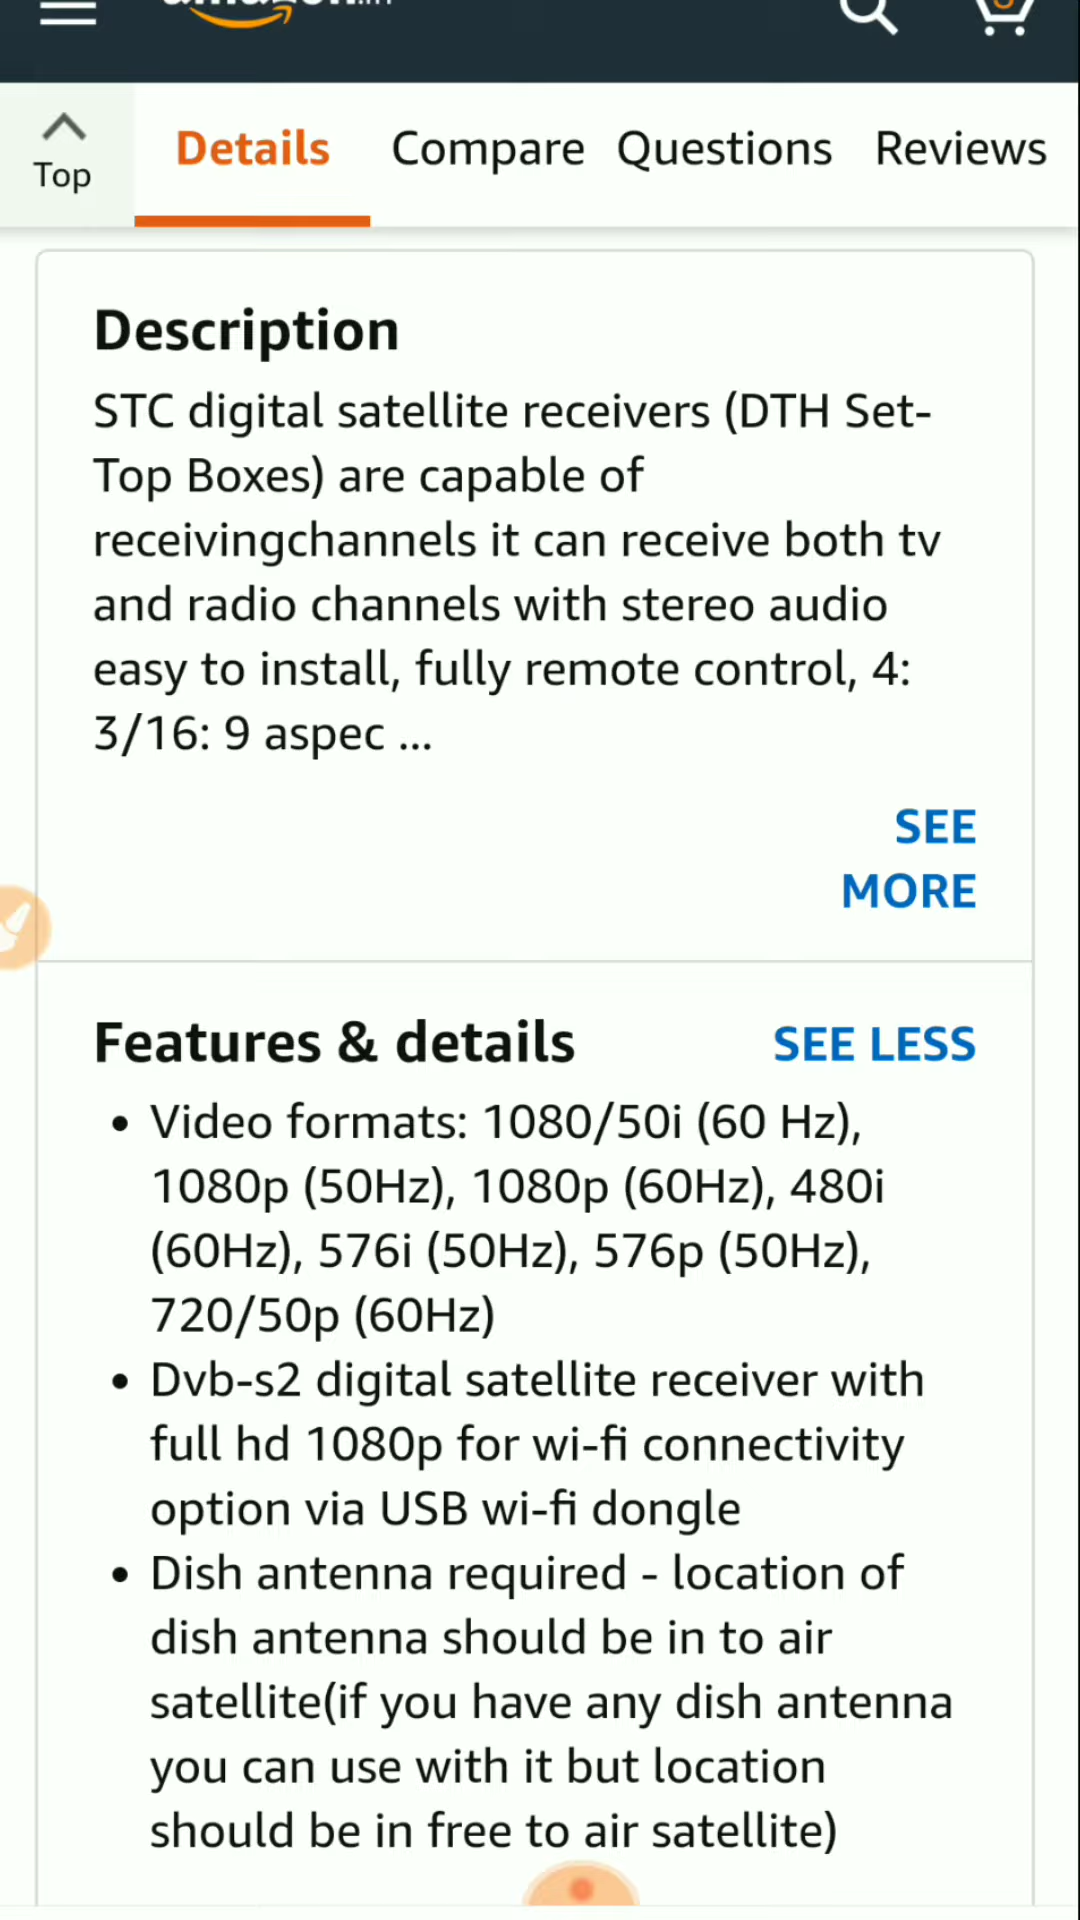 amazon.in
Top
Details
Compare
Questions
Reviews
Description
STC digital satellite receivers (DTH Set-
Top Boxes) are capable of
receivingchannels it can receive both tv
and radio channels with stereo audio
easy to install, fully remote control, 4:
3/16: 9 aspec ...
SEE
MORE
Features & details
SEE LESS
• Video formats: 1080/50i (60 Hz),
1080p (50Hz), 1080p (60Hz), 480i
(60Hz), 576i (50Hz), 576p (50Hz),
720/50p (60Hz)
• Dvb-s2 digital satellite receiver with
full hd 1080p for wi-fi connectivity
option via USB wi-fi dongle
• Dish antenna required - location of
dish antenna should be in to air
satellite(if you have any dish antenna
you can use with it but location
should be in free to air satellite)